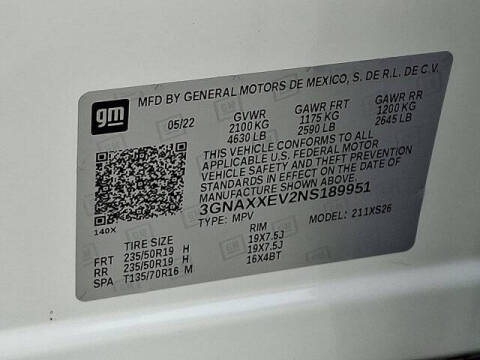 gm
MFD BY GENERAL MOTORS DE MEXICO, S. DE R.L. DE C.V.
05/22 GVWR GAWR FRT GAWR RR
2100 KG 1175 KG 1200 KG
4630 LB 2590 LB 2645 LB
THIS VEHICLE CONFORMS TO ALL
APPLICABLE U.S. FEDERAL MOTOR
VEHICLE SAFETY AND THEFT PREVENTION
STANDARDS IN EFFECT ON THE DATE OF
MANUFACTURE SHOWN ABOVE.
3GNAXXEV2NS189951
TYPE: MPV MODEL: 211XS26
140X
TIRE SIZE RIM
FRT 235/50R19 H 19X7.5J
RR 235/50R19 H 19X7.5J
SPA T135/70R16 M 16X4BT